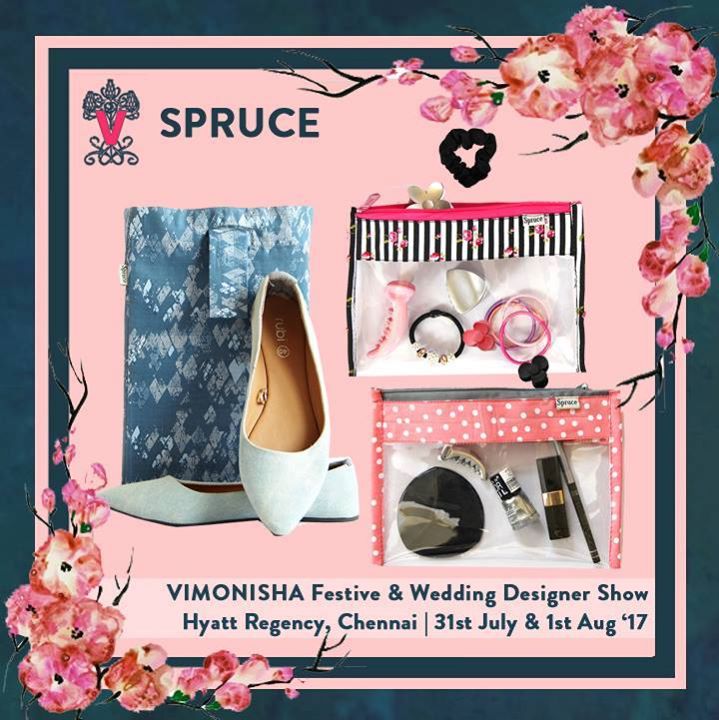 V
SPRUCE
Spruce
rubi
Spruce
VIMONISHA Festive & Wedding Designer Show
Hyatt Regency, Chennai | 31st July & 1st Aug ‘17